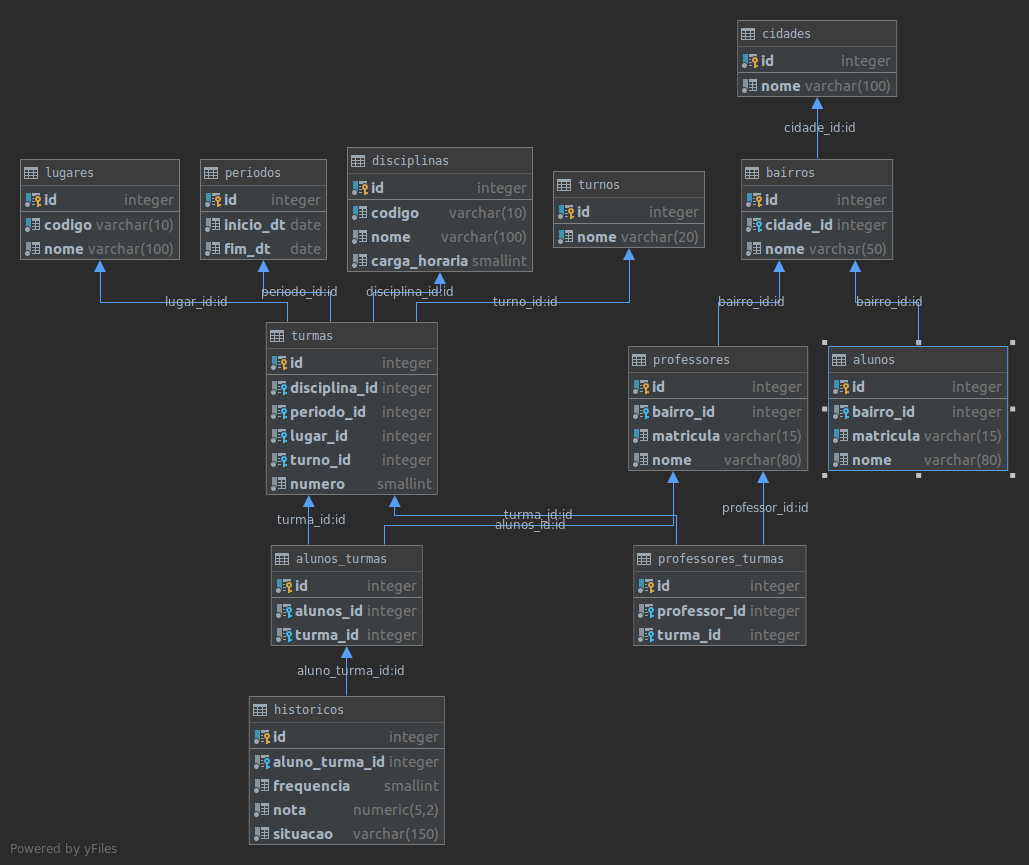 cidades
id integer
nome varchar(100)
cidade_id:id
lugares
id integer
codigo varchar(10)
nome varchar(100)
periodos
id integer
inicio_dt date
fim_dt date
disciplinas
id integer
codigo varchar(10)
nome varchar(100)
carga_horaria smallint
turnos
id integer
nome varchar(20)
bairros
id integer
cidade_id integer
nome varchar(50)
lugar_id:id
periodo_id:id
disciplina_id:id
turno_id:id
bairro_id:id
bairro_id:id
turmas
id integer
disciplina_id integer
periodo_id integer
lugar_id integer
turno_id integer
numero smallint
professores
id integer
bairro_id integer
matricula varchar(15)
nome varchar(80)
alunos
id integer
bairro_id integer
matricula varchar(15)
nome varchar(80)
turma_id:id
turma_id:id
alunos_id:id
professor_id:id
alunos_turmas
id integer
alunos_id integer
turma_id integer
professores_turmas
id integer
professor_id integer
turma_id integer
aluno_turma_id:id
historicos
id integer
aluno_turma_id integer
frequencia smallint
nota numeric(5,2)
situacao varchar(150)
Powered by yFiles